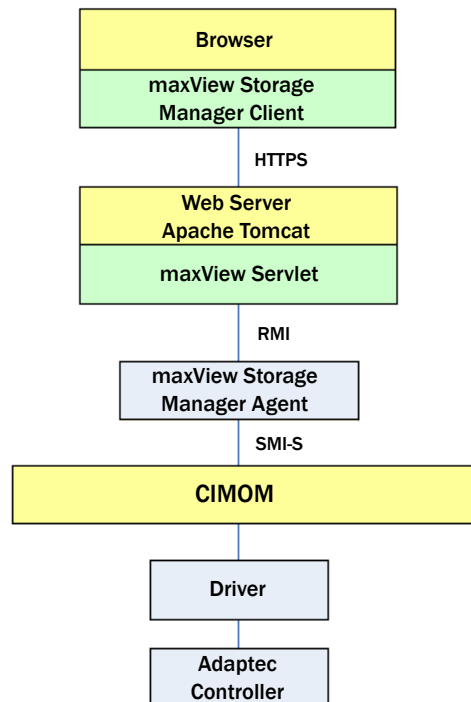 Browser
maxView Storage
Manager Client
HTTPS
Web Server
Apache Tomcat
maxView Servlet
RMI
maxView Storage
Manager Agent
SMI-S
CIMOM
Driver
Adaptec
Controller